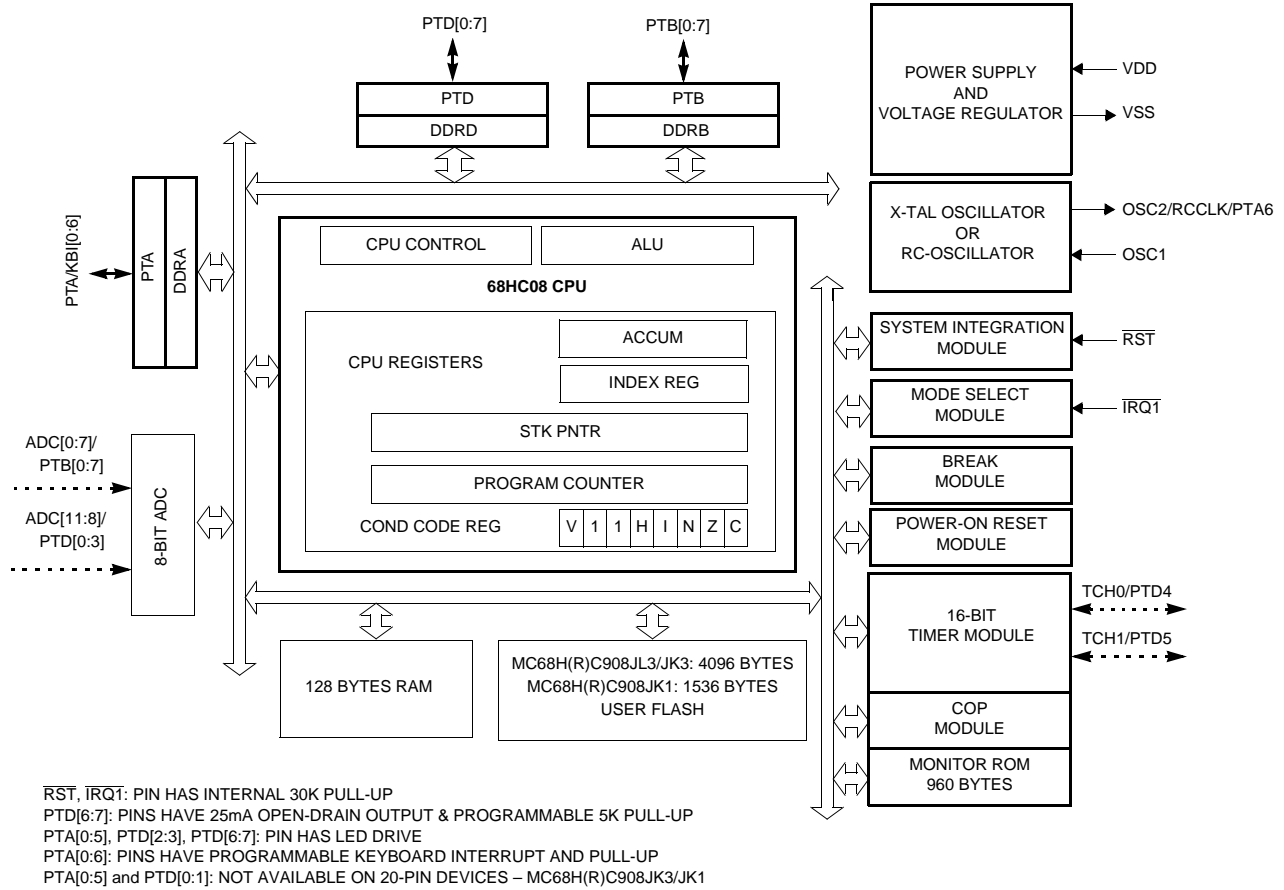 PTD[0:7]
PTB[0:7]
PTD
DDRD
PTB
DDRB
POWER SUPPLY
AND
VOLTAGE REGULATOR
VDD
VSS
X-TAL OSCILLATOR
OR
RC-OSCILLATOR
OSC2/RCCLK/PTA6
OSC1
PTA/KBI[0:6]
PTA
DDRA
CPU CONTROL
ALU
68HC08 CPU
CPU REGISTERS
ACCUM
INDEX REG
STK PNTR
PROGRAM COUNTER
COND CODE REG
V 1 1 H I N Z C
SYSTEM INTEGRATION
MODULE
RST
MODE SELECT
MODULE
IRQ1
BREAK
MODULE
POWER-ON RESET
MODULE
ADC[0:7]/
PTB[0:7]
ADC[11:8]/
PTD[0:3]
8-BIT ADC
16-BIT
TIMER MODULE
TCH0/PTD4
TCH1/PTD5
128 BYTES RAM
MC68H(R)C908JL3/JK3: 4096 BYTES
MC68H(R)C908JK1: 1536 BYTES
USER FLASH
COP
MODULE
MONITOR ROM
960 BYTES
RST, IRQ1: PIN HAS INTERNAL 30K PULL-UP
PTD[6:7]: PINS HAVE 25mA OPEN-DRAIN OUTPUT & PROGRAMMABLE 5K PULL-UP
PTA[0:5], PTD[2:3], PTD[6:7]: PIN HAS LED DRIVE
PTA[0:6]: PINS HAVE PROGRAMMABLE KEYBOARD INTERRUPT AND PULL-UP
PTA[0:5] and PTD[0:1]: NOT AVAILABLE ON 20-PIN DEVICES – MC68H(R)C908JK3/JK1